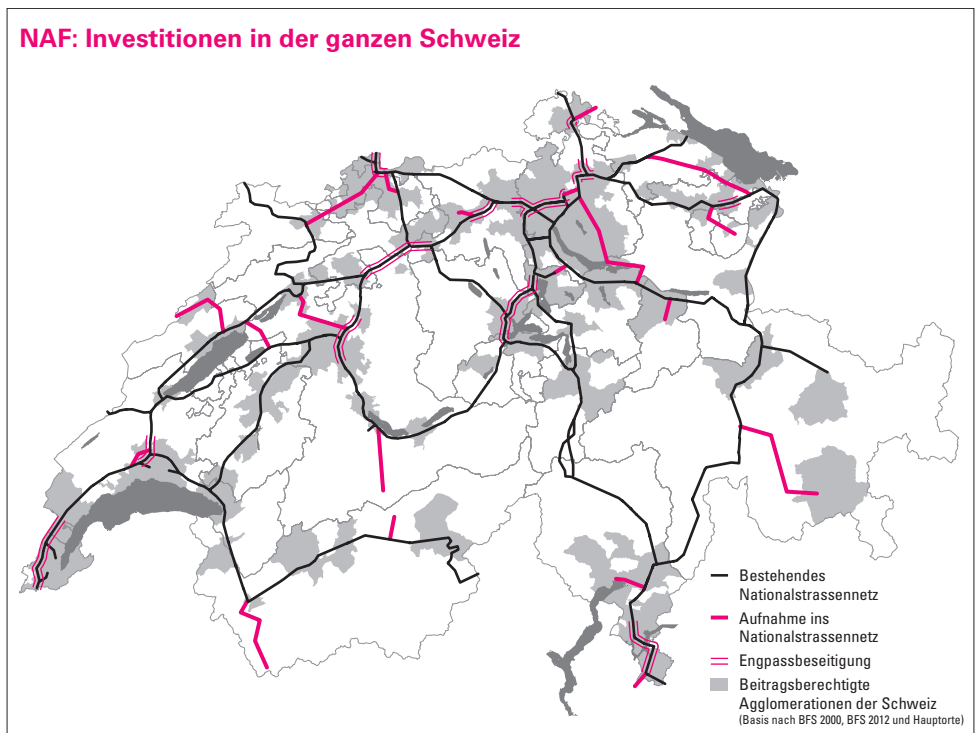 NAF: Investitionen in der ganzen Schweiz
Bestehendes
Nationalstrassennetz
Aufnahme ins
Nationalstrassennetz
Engpassbeseitigung
Beitragsberechtigte
Agglomerationen der Schweiz
(Basis nach BFS 2000, BFS 2012 und Hauptorte)